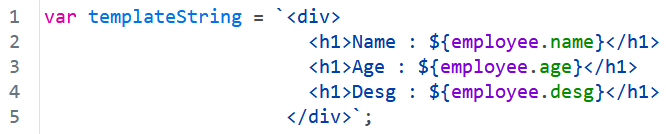 1 var templateString = `<div>
2 <h1>Name : ${employee.name}</h1>
3 <h1>Age : ${employee.age}</h1>
4 <h1>Desg : ${employee.desg}</h1>
5 </div>`;